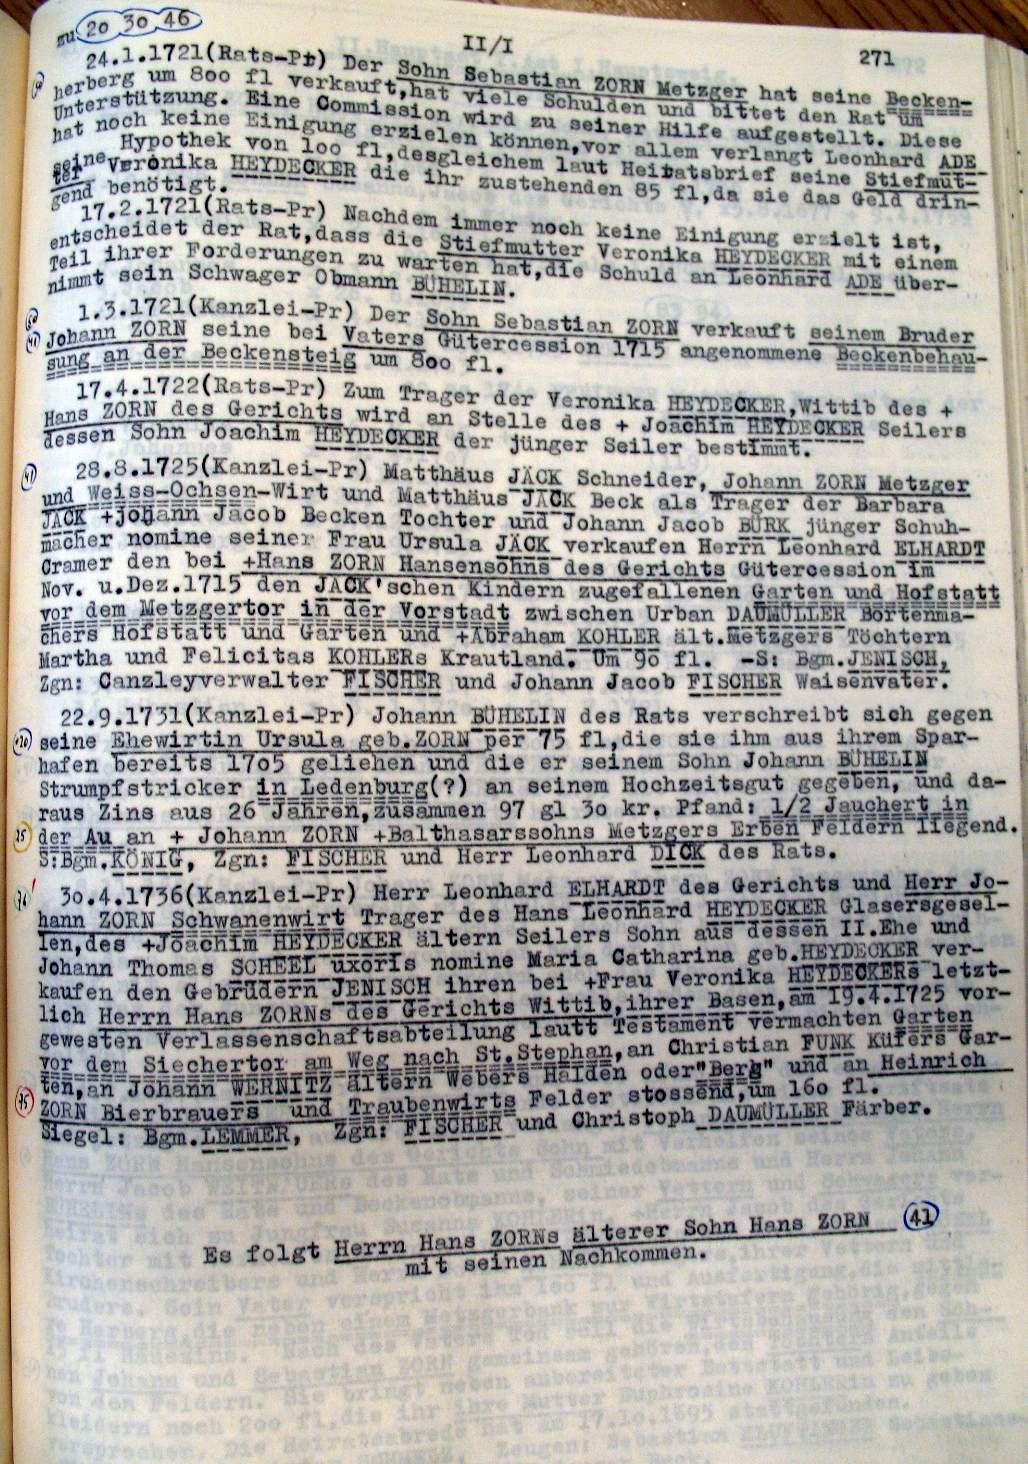 zu 20 30 46
II/I
271
24.1.1721(Rats-Pr) Der Sohn Sebastian ZORN Metzger hat seine Becken-
herberg um 800 fl verkauft,hat viele Schulden und bittet den Rat um
Unterstützung. Eine Commission wird zu seiner Hilfe aufgestellt. Diese
hat noch keine Einigung erzielen können,vor allem verlangt Leonhard ADE
seine Hypothek von 100 fl,desgleichem laut Heiratsbrief seine Stiefmut-
ter Veronika HEYDECKER die ihr zustehenden 85 fl,da sie das Geld drin-
gend benötigt.
17.2.1721(Rats-Pr) Nachdem immer noch keine Einigung erzielt ist,
entscheidet der Rat,dass die Stiefmutter Veronika HEYDECKER mit einem
Teil ihrer Forderungen zu warten hat,die Schuld an Leonhard ADE über-
nimmt sein Schwager Obmann BÜHELIN.
1.3.1721(Kanzlei-Pr) Der Sohn Sebastian ZORN verkauft seinem Bruder
41 Johann ZORN seine bei Vaters Gütercession 1715 angenommene Beckenbehau-
sung an der Beckensteig um 800 fl.
17.4.1722(Rats-Pr) Zum Trager der Veronika HEYDECKER,Wittib des +
Hans ZORN des Gerichts wird an Stelle des + Joachim HEYDECKER Seilers
dessen Sohn Joachim HEYDECKER der jünger Seiler bestimmt.
41 28.8.1725(Kanzlei-Pr) Matthäus JÄCK Schneider, Johann ZORN Metzger
und Weiss-Ochsen-Wirt und Matthäus JÄCK Beck als Trager der Barbara
JÄCK +Johann Jacob Becken Tochter und Johann Jacob BÜRK jünger Schuh-
macher nomine seiner Frau Ursula JÄCK verkaufen Herrn Leonhard ELHARDT
Cramer den bei +Hans ZORN Hansensohns des Gerichts Gütercession im
Nov. u.Dez.1715 den JÄCK'schen Kindern zugefallenen Garten und Hofstatt
vor dem Metzgertor in der Vorstadt zwischen Urban DAUMÜLLER Bortenma-
chers Hofstatt und Garten und +Abraham KOHLER ält.Metzgers Töchtern
Martha und Felicitas KOHLERs Krautland. Um 90 fl. -S: Bgm.JENISCH,
Zgn: Canzleyverwalter FISCHER und Johann Jacob FISCHER Waisenvater.
22.9.1731(Kanzlei-Pr) Johann BÜHELIN des Rats verschreibt sich gegen
seine Ehewirtin Ursula geb.ZORN per 75 fl,die sie ihm aus ihrem Spar-
hafen bereits 1705 geliehen und die er seinem Sohn Johann BÜHELIN
Strumpfstricker in Ledenburg(?) an seinem Hochzeitsgut gegeben, und da-
raus Zins aus 26 Jahren,zusammen 97 gl 30 kr. Pfand: 1/2 Jauchert in
25 der Au an + Johann ZORN +Balthasarssohns Metzgers Erben Feldern liegend.
S:Bgm.KÖNIG, Zgn: FISCHER und Herr Leonhard DICK des Rats.
30.4.1736(Kanzlei-Pr) Herr Leonhard ELHARDT des Gerichts und Herr Jo-
hann ZORN Schwanenwirt Trager des Hans Leonhard HEYDECKER Glasersgesel-
len,des +Joachim HEYDECKER ältern Seilers Sohn aus dessen II.Ehe und
Johann Thomas SCHEEL uxoris nomine Maria Catharina geb.HEYDECKER ver-
kaufen den Gebrüdern JENISCH ihren bei +Frau Veronika HEYDECKERs letzt-
lich Herrn Hans ZORNs des Gerichts Wittib,ihrer Basen,am 19.4.1725 vor-
gewesten Verlassenschaftsabteilung lautt Testament vermachten Garten
vor dem Siechertor am Weg nach St.Stephan,an Christian FUNK Küfers Gar-
ten,an Johann WERNITZ ältern Webers Halden oder"Berg" und an Heinrich
75 ZORN Bierbrauers und Traubenwirts Felder stossend,um 160 fl.
Siegel: Bgm.LEMMER, Zgn: FISCHER und Christoph DAUMÜLLER Färber.
Es folgt Herrn Hans ZORNs älterer Sohn Hans ZORN 41
mit seinen Nachkommen.